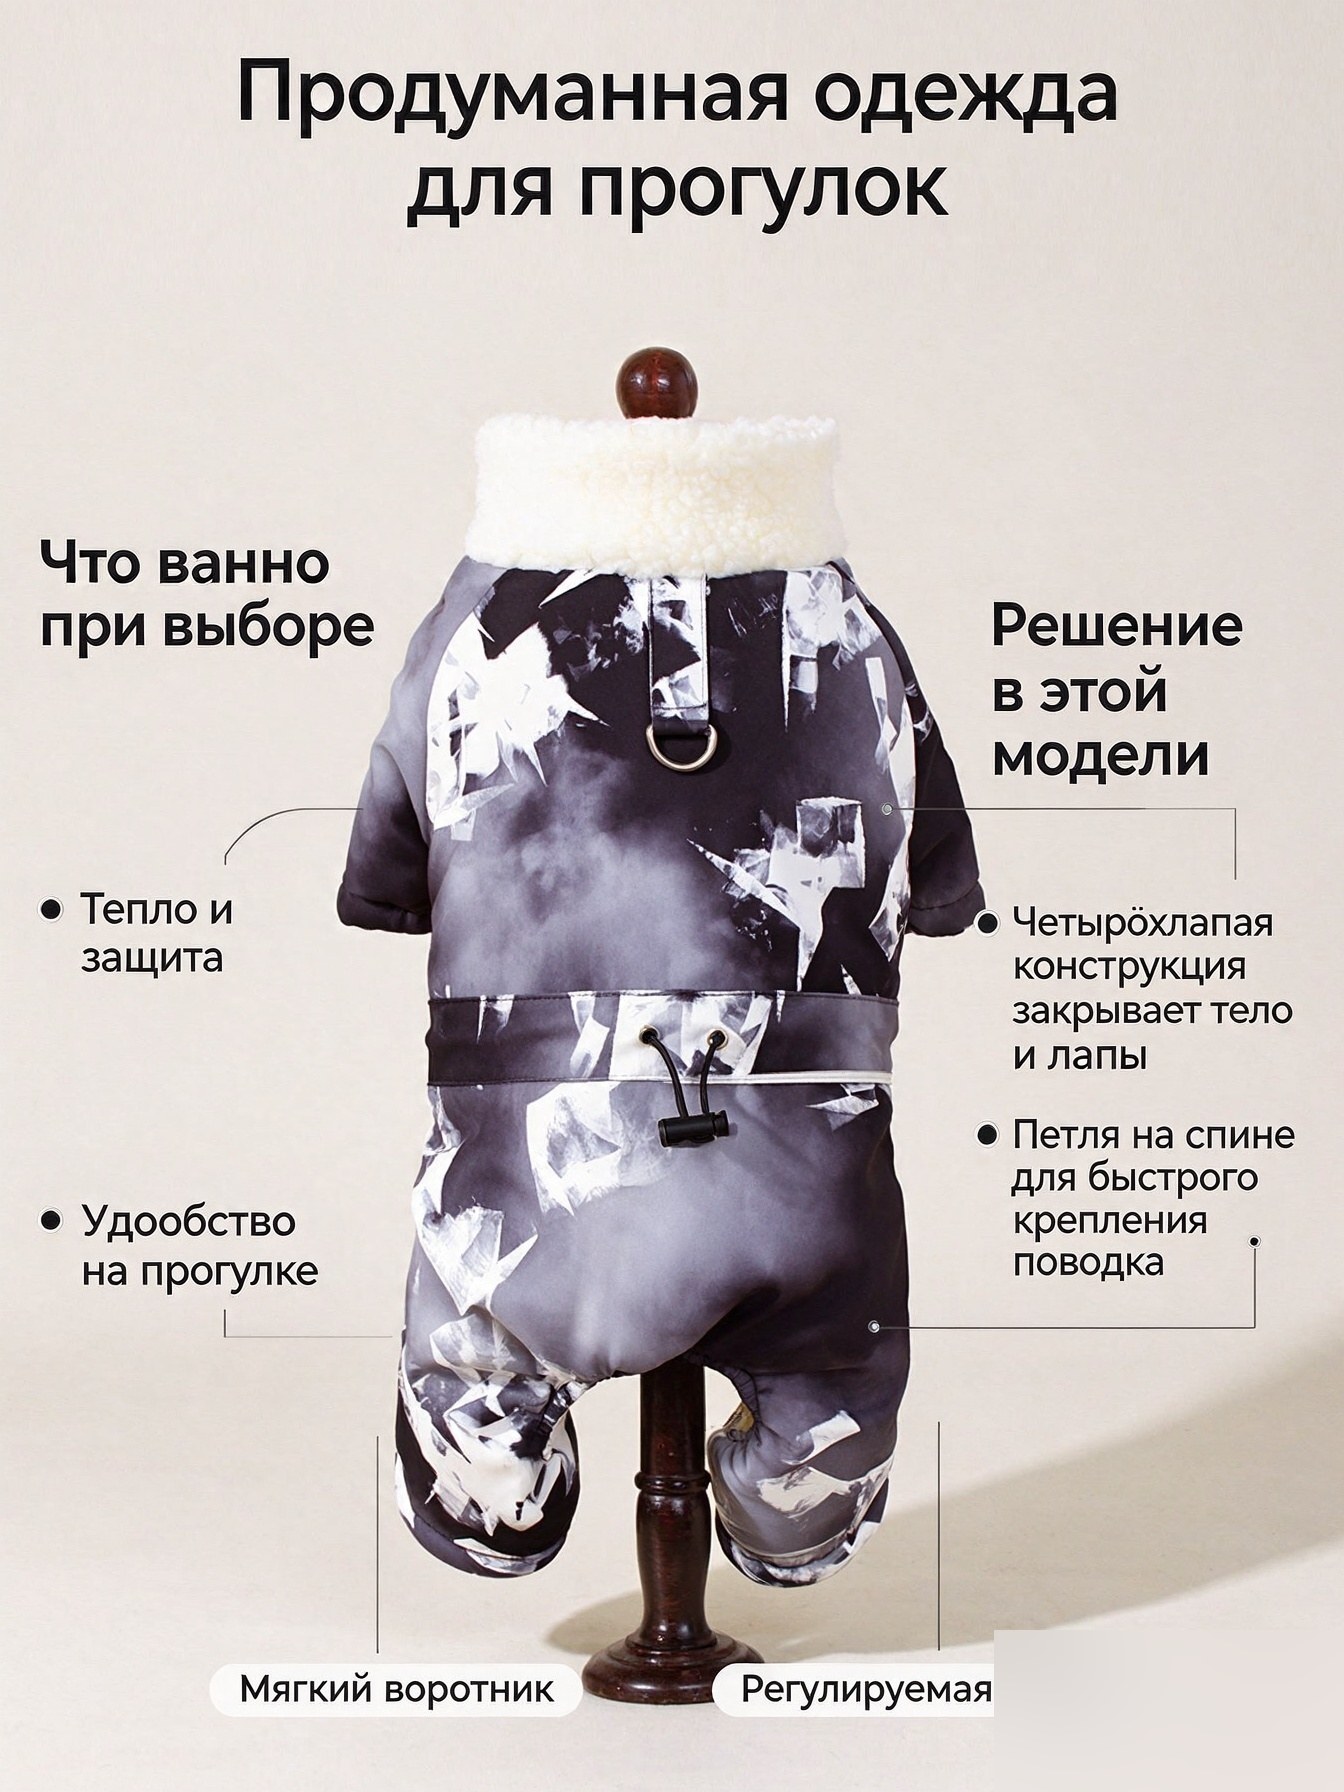 Продуманная одежда
для прогулок
Что ванно
при выборе
Тепло и
защита
Удообство
на прогулке
Решение
в этой
модели
Четырöхлапая
конструкция
закрывает тело
и лапы
Петля на спине
для быстрого
крепления
поводка
Мягкий воротник
Регулируемая